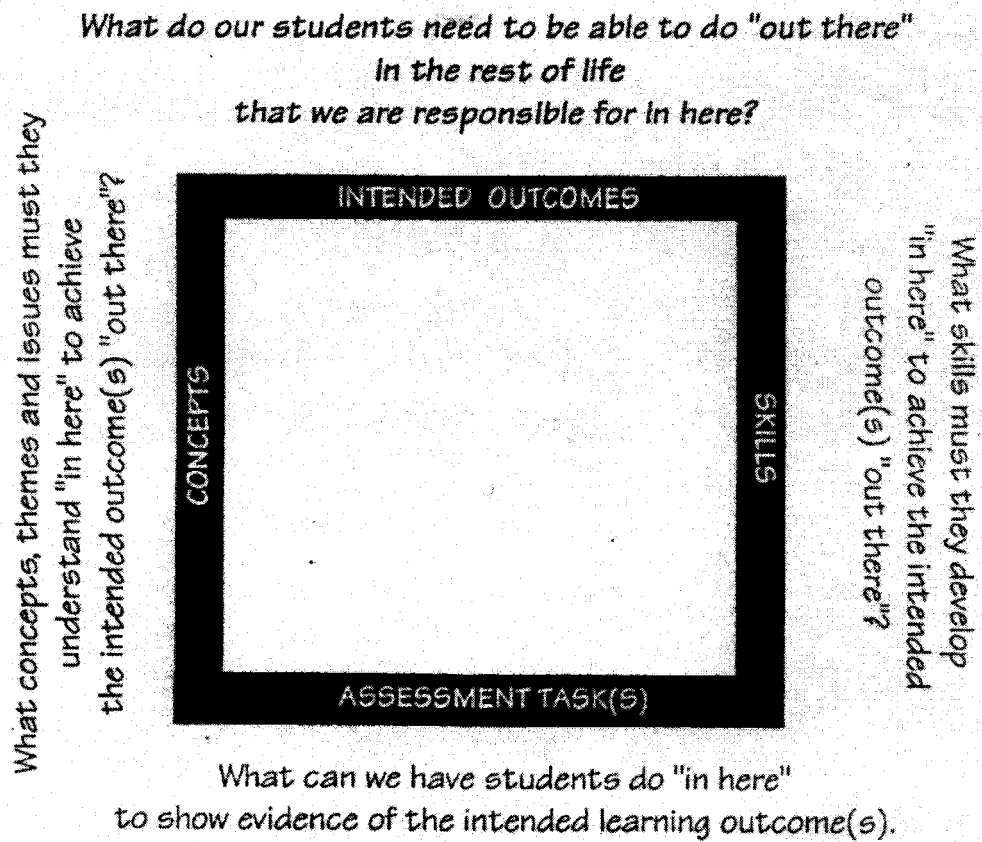 What do our students need to be able to do "out there"
in the rest of life
that we are responsible for in here?
INTENDED OUTCOMES
What concepts, themes and issues must they
understand "in here" to achieve
the intended outcome(s) "out there"?
CONCEPTS
SKILLS
What skills must they develop
"in here" to achieve the intended
outcome(s) "out there"?
ASSESSMENT TASK(S)
What can we have students do "in here"
to show evidence of the intended learning outcome(s).